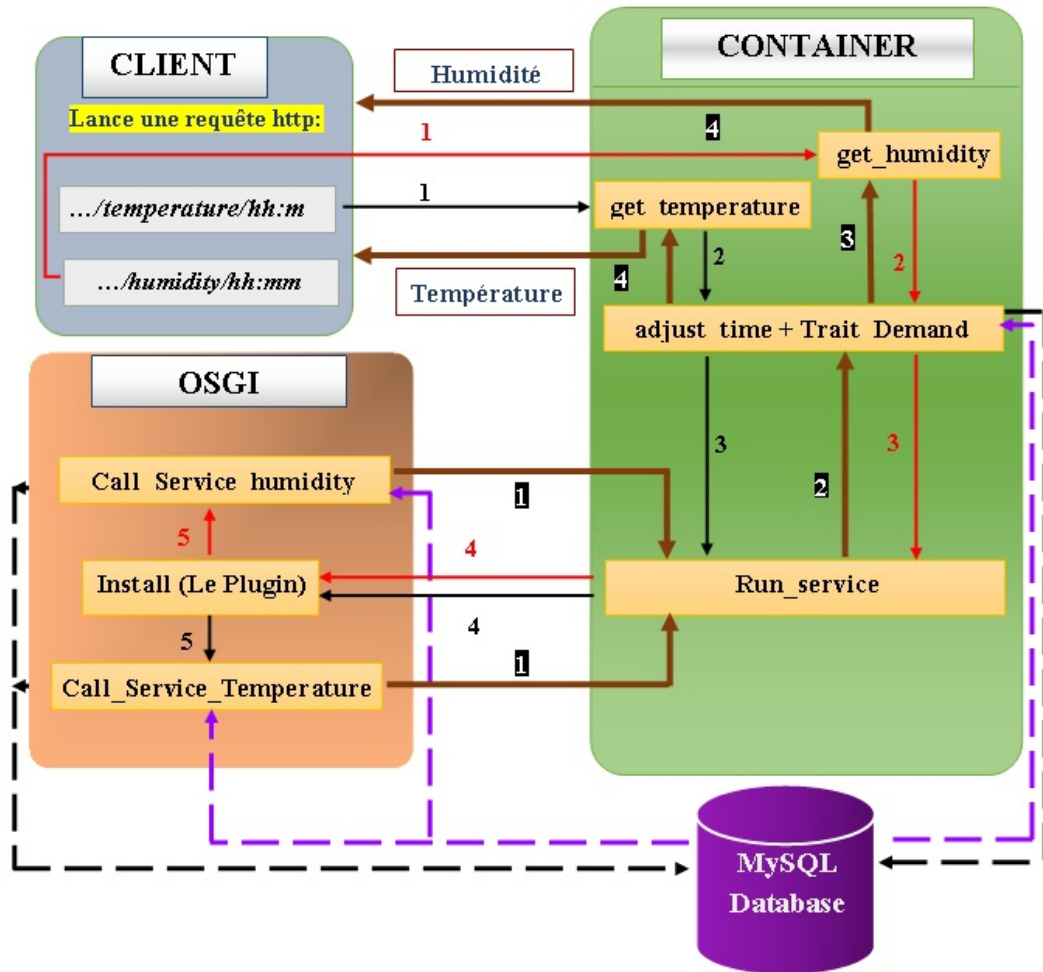 CLIENT
Lance une requête http:
.../temperature/hh:m
.../humidity/hh:mm
Humidité
1
4
1
4
Température
CONTAINER
get_humidity
get temperature
2
3
2
adjust time + Trait Demand
3
2
3
Run_service
OSGI
Call Service humidity
1
5
4
Install (Le Plugin)
4
5
1
Call_Service_Temperature
MySQL
Database